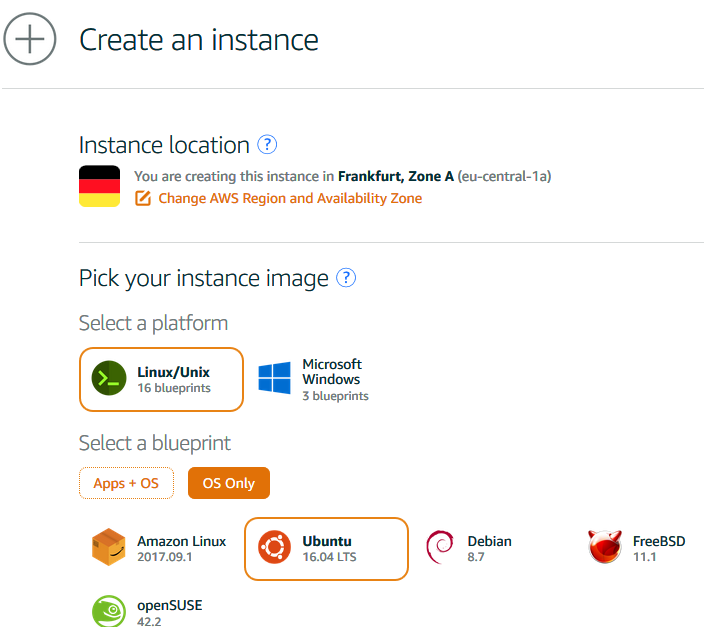 Create an instance
Instance location ?
You are creating this instance in Frankfurt, Zone A (eu-central-1a)
Change AWS Region and Availability Zone
Pick your instance image ?
Select a platform
Linux/Unix
16 blueprints
Microsoft
Windows
3 blueprints
Select a blueprint
Apps + OS
OS Only
Amazon Linux
2017.09.1
Ubuntu
16.04 LTS
Debian
8.7
FreeBSD
11.1
openSUSE
42.2